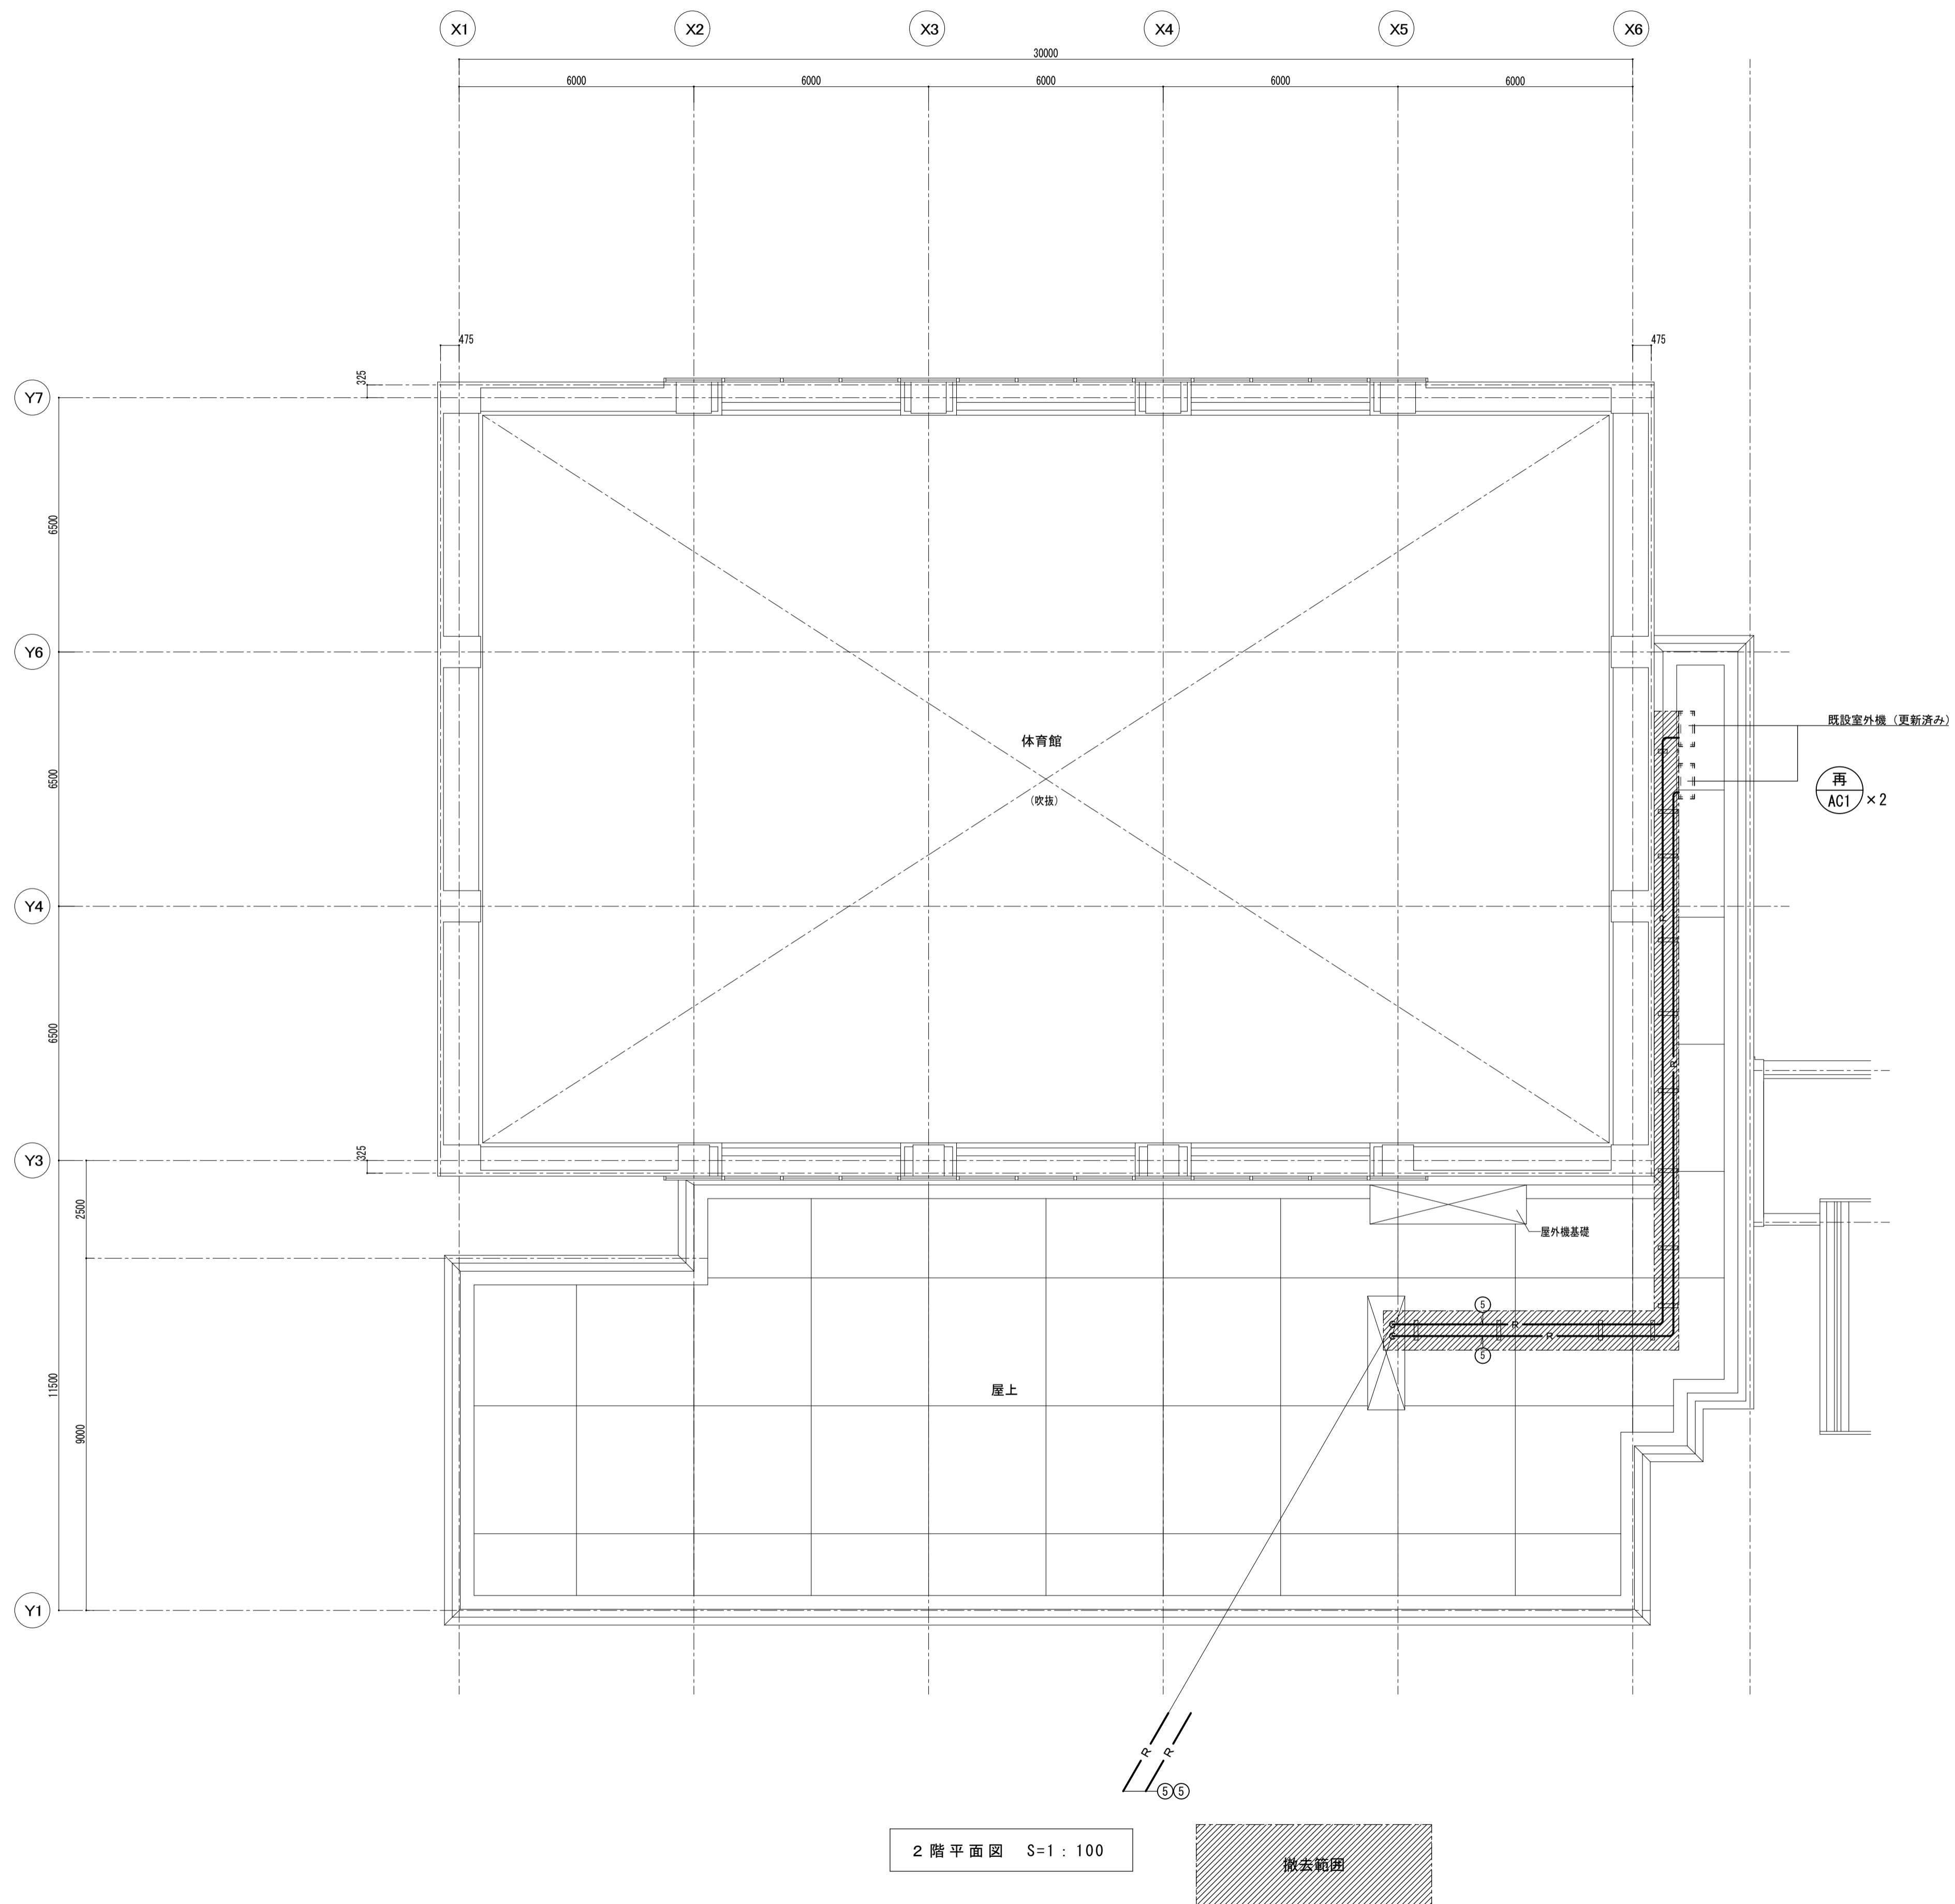 X1
X2
X3
X4
X5
X6
30000
6000
6000
6000
6000
6000
475
475
325
Y7
6500
Y6
既設室外機（更新済み）
体育館
6500
再
AC1
×2
（吹抜）
Y4
R
6500
R
325
Y3
2500
屋外機基礎
5
R
R
5
11500
屋上
9000
Y1
R
R
5
5
2階平面図 S=1：100
撤去範囲